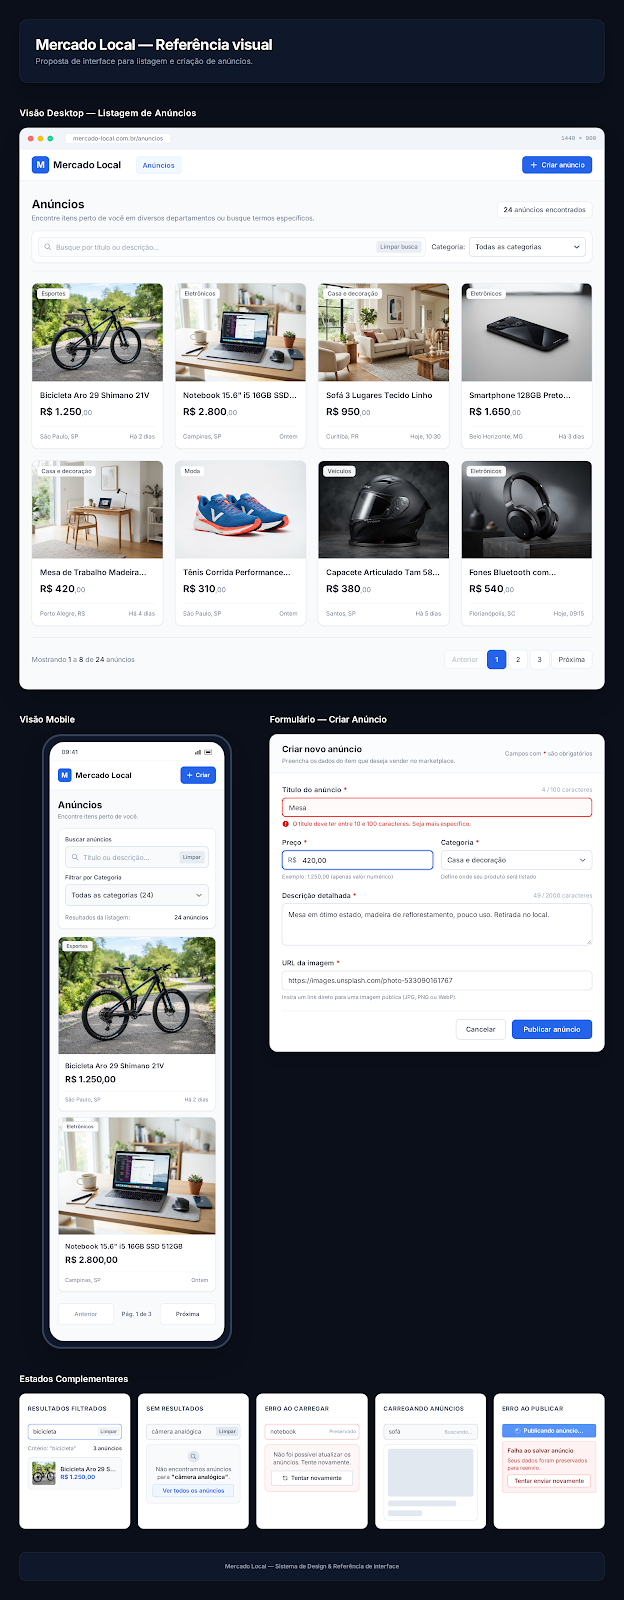 Mercado Local — Referência visual
Proposta de interface para listagem e criação de anúncios.
Visão Desktop — Listagem de Anúncios
mercado-local.com.br/anuncios
1440 × 900
M Mercado Local
Anúncios
+ Criar anúncio
Anúncios
Encontre itens perto de você em diversos departamentos ou busque termos específicos.
24 anúncios encontrados
Busque por título ou descrição...
Limpar busca
Categoria:
Todas as categorias
Esportes
Bicicleta Aro 29 Shimano 21V
R$ 1.250,00
São Paulo, SP
Há 2 dias
Eletrônicos
Notebook 15.6" i5 16GB SSD...
R$ 2.800,00
Campinas, SP
Ontem
Casa e decoração
Sofá 3 Lugares Tecido Linho
R$ 950,00
Curitiba, PR
Hoje, 10:30
Eletrônicos
Smartphone 128GB Preto...
R$ 1.650,00
Belo Horizonte, MG
Há 3 dias
Casa e decoração
Mesa de Trabalho Madeira...
R$ 420,00
Porto Alegre, RS
Há 4 dias
Moda
Tênis Corrida Performance...
R$ 310,00
São Paulo, SP
Ontem
Veículos
Capacete Articulado Tam 58...
R$ 380,00
Santos, SP
Há 5 dias
Eletrônicos
Fones Bluetooth com...
R$ 540,00
Florianópolis, SC
Hoje, 09:15
Mostrando 1 a 8 de 24 anúncios
Anterior
1
2
3
Próxima
Visão Mobile
09:41
M Mercado Local
+ Criar
Anúncios
Encontre itens perto de você.
Buscar anúncios
Título ou descrição...
Limpar
Filtrar por Categoria
Todas as categorias (24)
Resultados da listagem:
24 anúncios
Esportes
Bicicleta Aro 29 Shimano 21V
R$ 1.250,00
São Paulo, SP
Há 2 dias
Eletrônicos
Notebook 15.6" i5 16GB SSD 512GB
R$ 2.800,00
Campinas, SP
Ontem
Anterior
Pág. 1 de 3
Próxima
Formulário — Criar Anúncio
Criar novo anúncio
Preencha os dados do item que deseja vender no marketplace.
Campos com * são obrigatórios
Título do anúncio *
4 / 100 caracteres
Mesa
O título deve ter entre 10 e 100 caracteres. Seja mais específico.
Preço *
R$ 420,00
Exemplo: 1.250,00 (apenas valor numérico)
Categoria *
Casa e decoração
Define onde seu produto será listado
Descrição detalhada *
49 / 2000 caracteres
Mesa em ótimo estado, madeira de reflorestamento, pouco uso. Retirada no local.
URL da imagem *
https://images.unsplash.com/photo-533090161767
Insira um link direto para uma imagem pública (JPG, PNG ou WebP).
Cancelar
Publicar anúncio
Estados Complementares
RESULTADOS FILTRADOS
bicicleta
Limpar
Critério: "bicicleta"
3 anúncios
Bicicleta Aro 29 S...
R$ 1.250,00
SEM RESULTADOS
câmera analógica
Limpar
Não encontramos anúncios
para "câmera analógica".
Ver todos os anúncios
ERRO AO CARREGAR
notebook
Preservado
Não foi possível atualizar os
anúncios. Tente novamente.
Tentar novamente
CARREGANDO ANÚNCIOS
sofá
Buscando...
ERRO AO PUBLICAR
Publicando anúncio...
Falha ao salvar anúncio
Seus dados foram preservados
para reenvio.
Tentar enviar novamente
Mercado Local — Sistema de Design & Referência de Interface